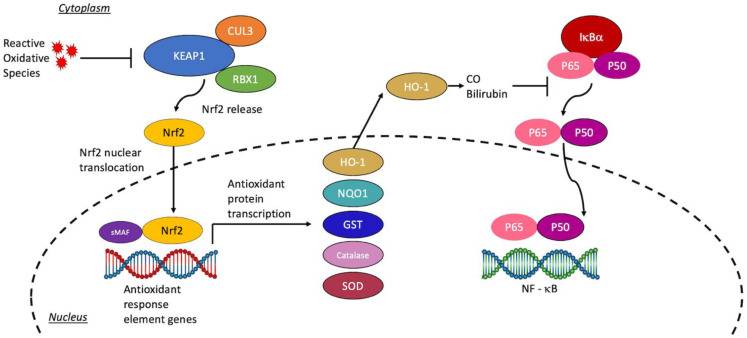 Cytoplasm
Reactive
Oxidative
Species
KEAP1
CUL3
RBX1
Nrf2 release
Nrf2
Nrf2 nuclear
translocation
sMAF
Nrf2
Antioxidant
response
element genes
Antioxidant
protein
transcription
HO-1
NQO1
GST
Catalase
SOD
HO-1
CO
Bilirubin
IκBα
P65
P50
P65
P50
P65
P50
NF - κB
Nucleus